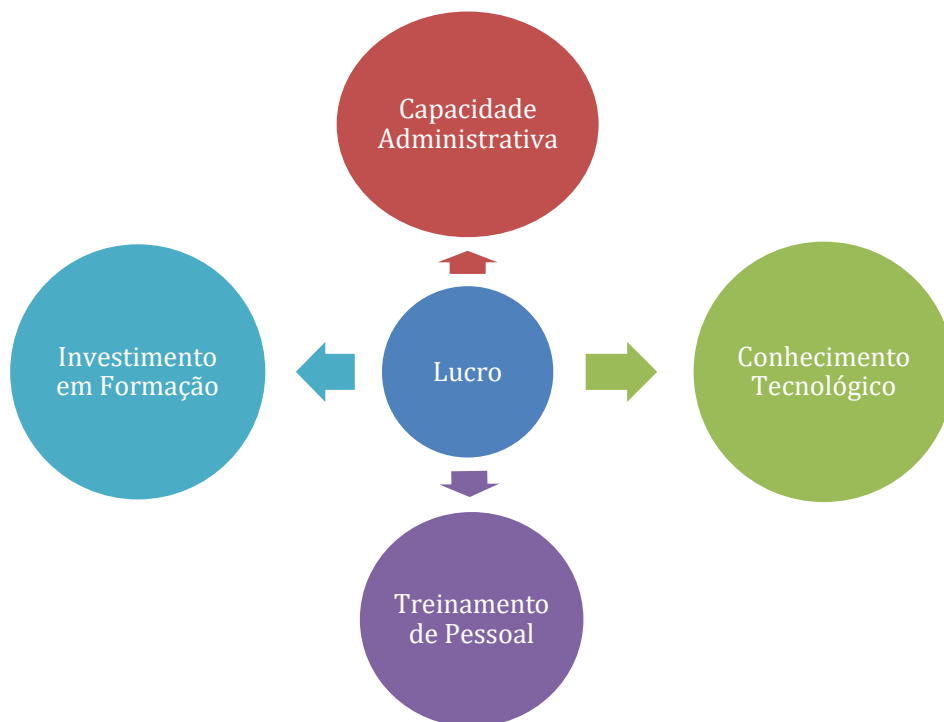 Capacidade
Administrativa
Investimento
em Formação
Lucro
Conhecimento
Tecnológico
Treinamento
de Pessoal